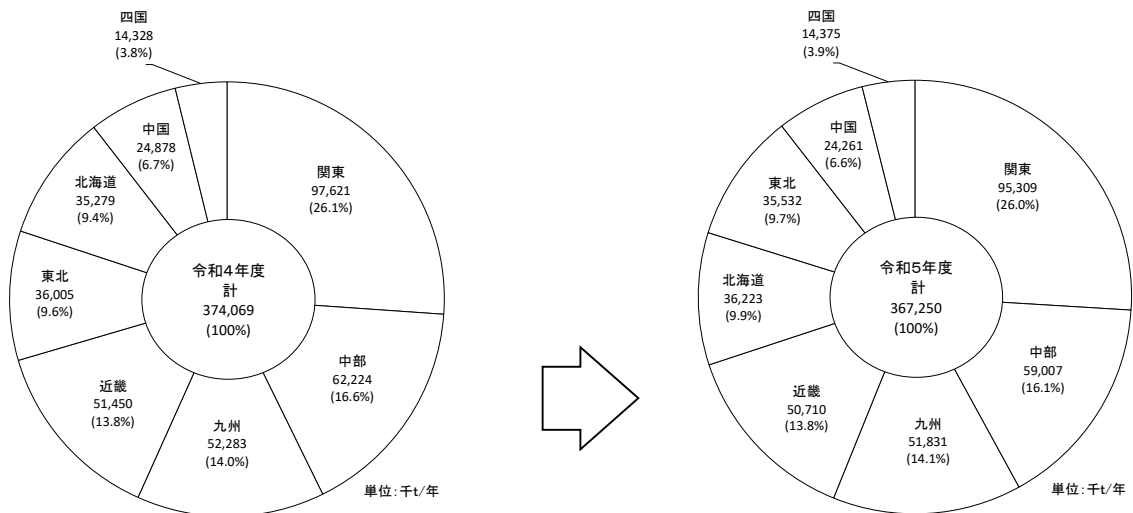 四国
14,328
(3.8%)
中国
24,878
(6.7%)
関東
97,621
(26.1%)
北海道
35,279
(9.4%)
令和4年度
計
374,069
(100%)
東北
36,005
(9.6%)
中部
62,224
(16.6%)
近畿
51,450
(13.8%)
九州
52,283
(14.0%)
単位:千t/年
四国
14,375
(3.9%)
中国
24,261
(6.6%)
関東
95,309
(26.0%)
東北
35,532
(9.7%)
令和5年度
計
367,250
(100%)
北海道
36,223
(9.9%)
中部
59,007
(16.1%)
近畿
50,710
(13.8%)
九州
51,831
(14.1%)
単位:千t/年